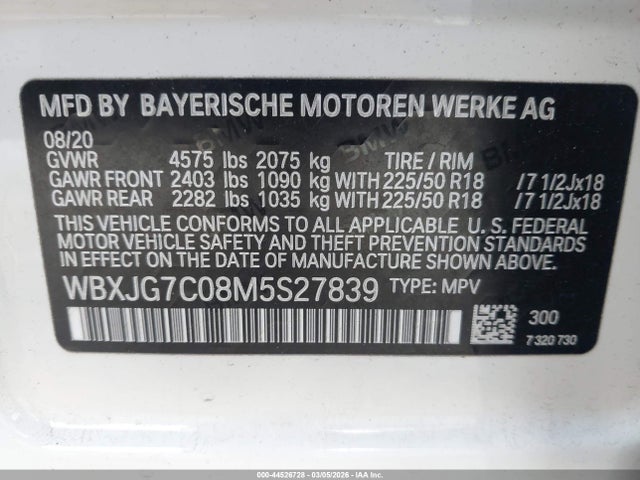 MFD BY BAYERISCHE MOTOREN WERKE AG
08/20
GVWR 4575 lbs 2075 kg TIRE / RIM
GAWR FRONT 2403 lbs 1090 kg WITH 225/50 R18 /7 1/2Jx18
GAWR REAR 2282 lbs 1035 kg WITH 225/50 R18 /7 1/2Jx18
THIS VEHICLE CONFORMS TO ALL APPLICABLE U. S. FEDERAL
MOTOR VEHICLE SAFETY AND THEFT PREVENTION STANDARDS
IN EFFECT ON THE DATE OF MANUFACTURE SHOWN ABOVE.
WBXJG7C08M5S27839 TYPE: MPV
300
7 320 730
000-44526728 - 03/05/2026 - IAA Inc.